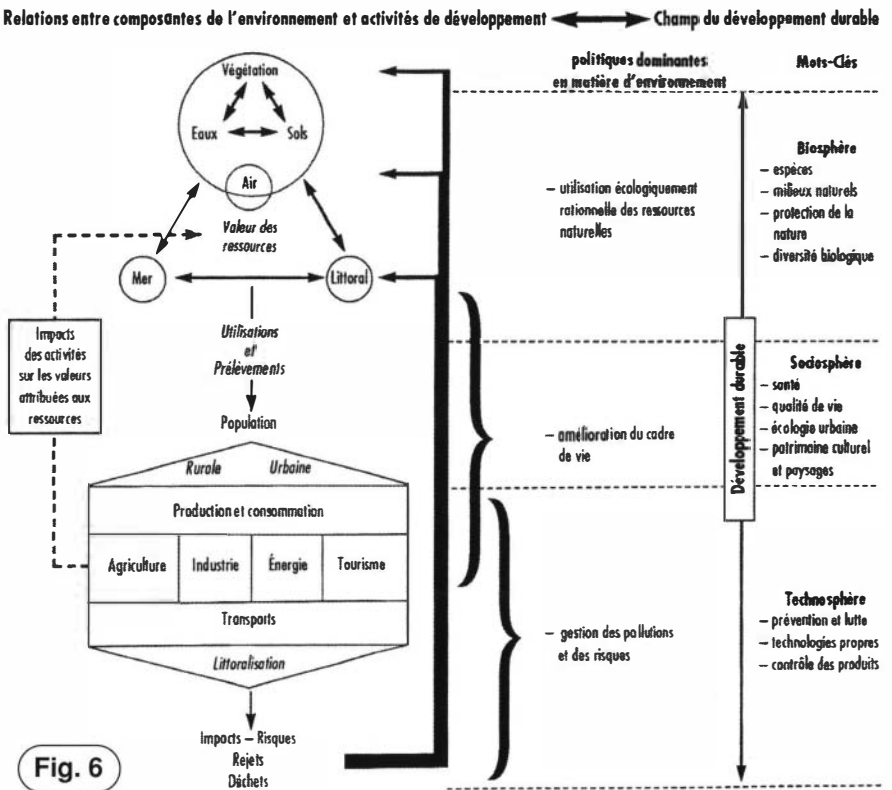 Relations entre composantes de l'environnement et activités de développement
Champ du développement durable
Végétation
Eaux
Sols
Air
Valeur des
ressources
Mer
Littoral
Impacts
des activités
sur les valeurs
attribuées aux
ressources
Utilisations
et
Prélèvements
Population
Rurale
Urbaine
Production et consommation
Agriculture
Industrie
Énergie
Tourisme
Transports
Littoralisation
Impacts – Risques
Rejets
Déchets
Fig. 6
politiques dominantes
en matière d'environnement
– utilisation écologiquement
rationnelle des ressources
naturelles
– amélioration du cadre
de vie
– gestion des pollutions
et des risques
Développement durable
Mots-Clés
Biosphère
– espèces
– milieux naturels
– protection de la
nature
– diversité biologique
Sociosphère
– santé
– qualité de vie
– écologie urbaine
– patrimaine culturel
et paysages
Technosphère
– prévention et lutte
– technologies propres
– contrôle des produits